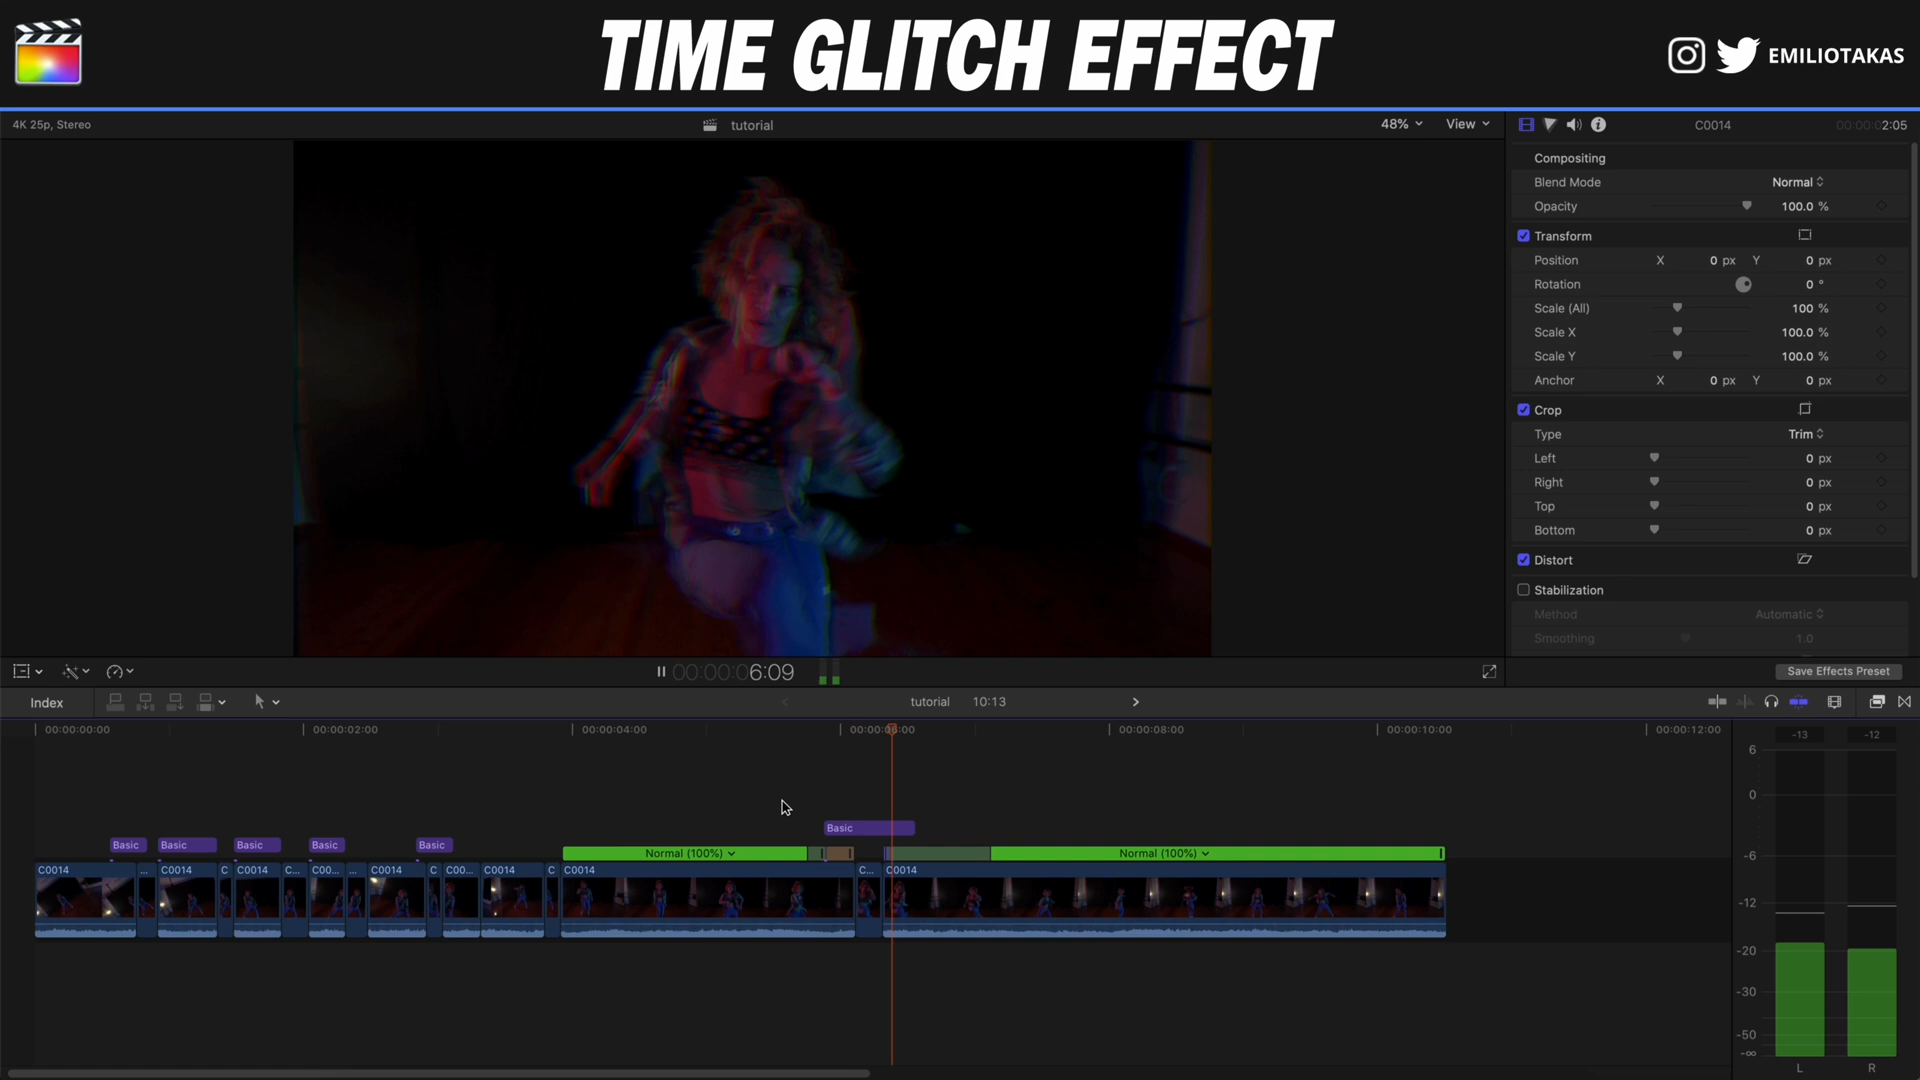 TIME GLITCH EFFECT
EMILIOTAKAS
4K 25p, Stereo
tutorial
48%
View
C0014
00:00:02:05
Compositing
Blend Mode Normal
Opacity 100.0 %
Transform
Position X 0 px Y 0 px
Rotation 0 °
Scale (All) 100 %
Scale X 100.0 %
Scale Y 100.0 %
Anchor X 0 px Y 0 px
Crop
Type Trim
Left 0 px
Right 0 px
Top 0 px
Bottom 0 px
Distort
Stabilization
Method Automatic
Smoothing 1.0
00:00:06:09
Save Effects Preset
Index
tutorial 10:13
00:00:00:00 00:00:02:00 00:00:04:00 00:00:06:00 00:00:08:00 00:00:10:00 00:00:12:00
-13 -12
Basic
Basic Basic Basic Basic Basic
Normal (100%) Normal (100%)
C0014 ... C0014 C C0014 C... C00... ... C0014 C C00... C0014 C C0014 C... C0014
6
0
-6
-12
-20
-30
-50
-∞
L R